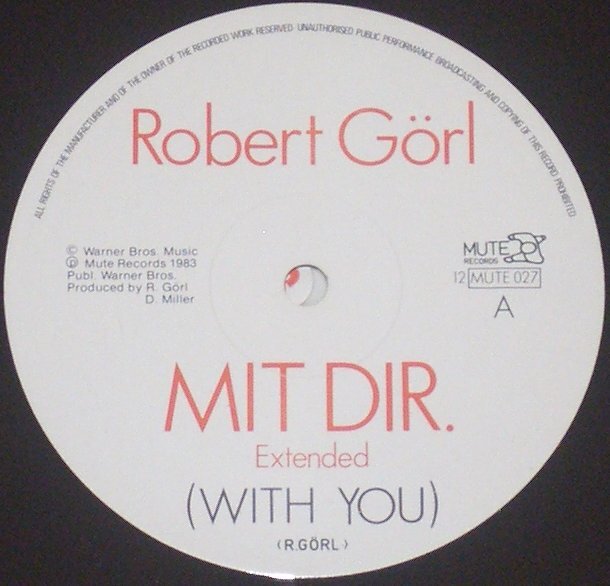 ALL RIGHTS OF THE MANUFACTURER AND OF THE OWNER OF THE RECORDED WORK RESERVED UNAUTHORISED PUBLIC PERFORMANCE BROADCASTING AND COPYING OF THIS RECORD PROHIBITED
Robert Görl
© Warner Bros. Music
℗ Mute Records 1983
Publ. Warner Bros.
Produced by R. Görl
D. Miller
MUTE
RECORDS
12 MUTE 027
A
MIT DIR.
Extended
(WITH YOU)
(R.GÖRL)